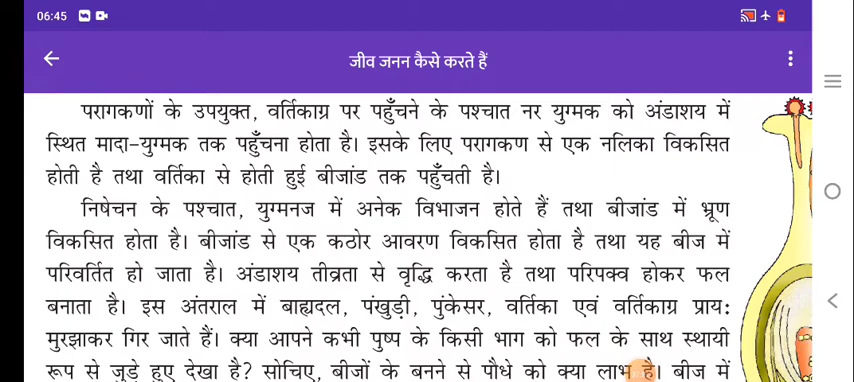 06:45
जीव जनन कैसे करते हैं
परागकणों के उपयुक्त, वर्तिकाग्र पर पहुँचने के पश्चात नर युग्मक को अंडाशय में
स्थित मादा-युग्मक तक पहुँचना होता है। इसके लिए परागकण से एक नलिका विकसित
होती है तथा वर्तिका से होती हुई बीजांड तक पहुँचती है।
निषेचन के पश्चात, युग्मनज में अनेक विभाजन होते हैं तथा बीजांड में भ्रूण
विकसित होता है। बीजांड से एक कठोर आवरण विकसित होता है तथा यह बीज में
परिवर्तित हो जाता है। अंडाशय तीव्रता से वृद्धि करता है तथा परिपक्व होकर फल
बनाता है। इस अंतराल में बाह्यदल, पंखुड़ी, पुंकेसर, वर्तिका एवं वर्तिकाग्र प्राय:
मुरझाकर गिर जाते हैं। क्या आपने कभी पुष्प के किसी भाग को फल के साथ स्थायी
रूप से जुड़े हुए देखा है? सोचिए, बीजों के बनने से पौधे को क्या लाभ है। बीज में